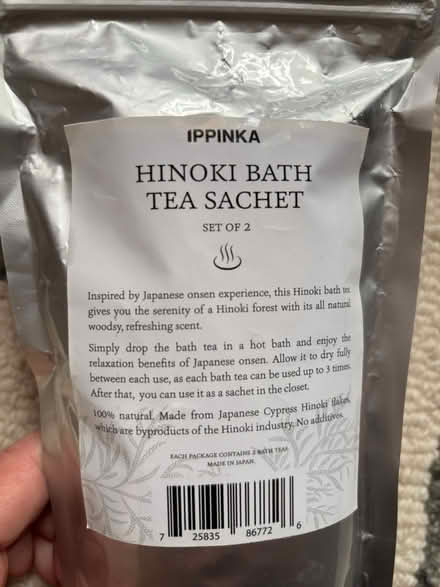 IPPINKA
HINOKI BATH
TEA SACHET
SET OF 2
Inspired by Japanese onsen experience, this Hinoki bath tea
gives you the serenity of a Hinoki forest with its all natural
woodsy, refreshing scent.
Simply drop the bath tea in a hot bath and enjoy the
relaxation benefits of Japanese onsen. Allow it to dry fully
between each use, as each bath tea can be used up to 3 times.
After that, you can use it as a sachet in the closet.
100% natural. Made from Japanese Cypress Hinoki flakes,
which are byproducts of the Hinoki industry. No additives.
EACH PACKAGE CONTAINS 2 BATH TEAS
MADE IN JAPAN.
7 25835 86772 6